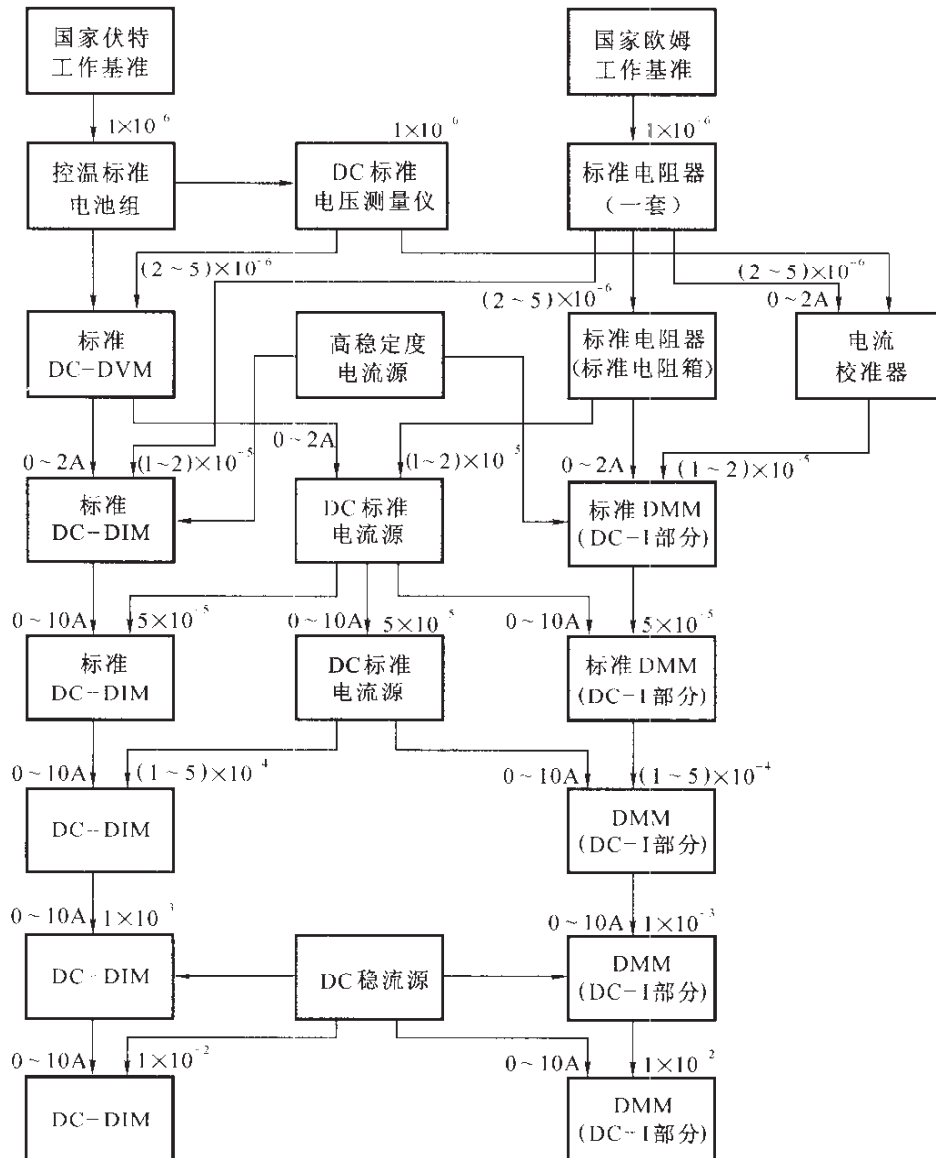 国家伏特
工作基准
国家欧姆
工作基准
1×10⁻⁶
1×10⁻⁶
1×10⁻⁶
控温标准
电池组
DC标准
电压测量仪
标准电阻器
(一套)
(2~5)×10⁻⁶
(2~5)×10⁻⁶
(2~5)×10⁻⁶
0~2A
标准
DC-DVM
高稳定度
电流源
标准电阻器
(标准电阻箱)
电流
校准器
0~2A
(1~2)×10⁻⁵
0~2A
(1~2)×10⁻⁵
0~2A
(1~2)×10⁻⁵
标准
DC-DIM
DC标准
电流源
标准DMM
(DC-I部分)
0~10A
5×10⁻⁵
0~10A
5×10⁻⁵
0~10A
5×10⁻⁵
标准
DC-DIM
DC标准
电流源
标准DMM
(DC-I部分)
0~10A
(1~5)×10⁻⁴
0~10A
(1~5)×10⁻⁴
DC-DIM
DMM
(DC-I部分)
0~10A
1×10⁻³
0~10A
1×10⁻³
DC-DIM
DC稳流源
DMM
(DC-I部分)
0~10A
1×10⁻²
0~10A
1×10⁻²
DC-DIM
DMM
(DC-I部分)